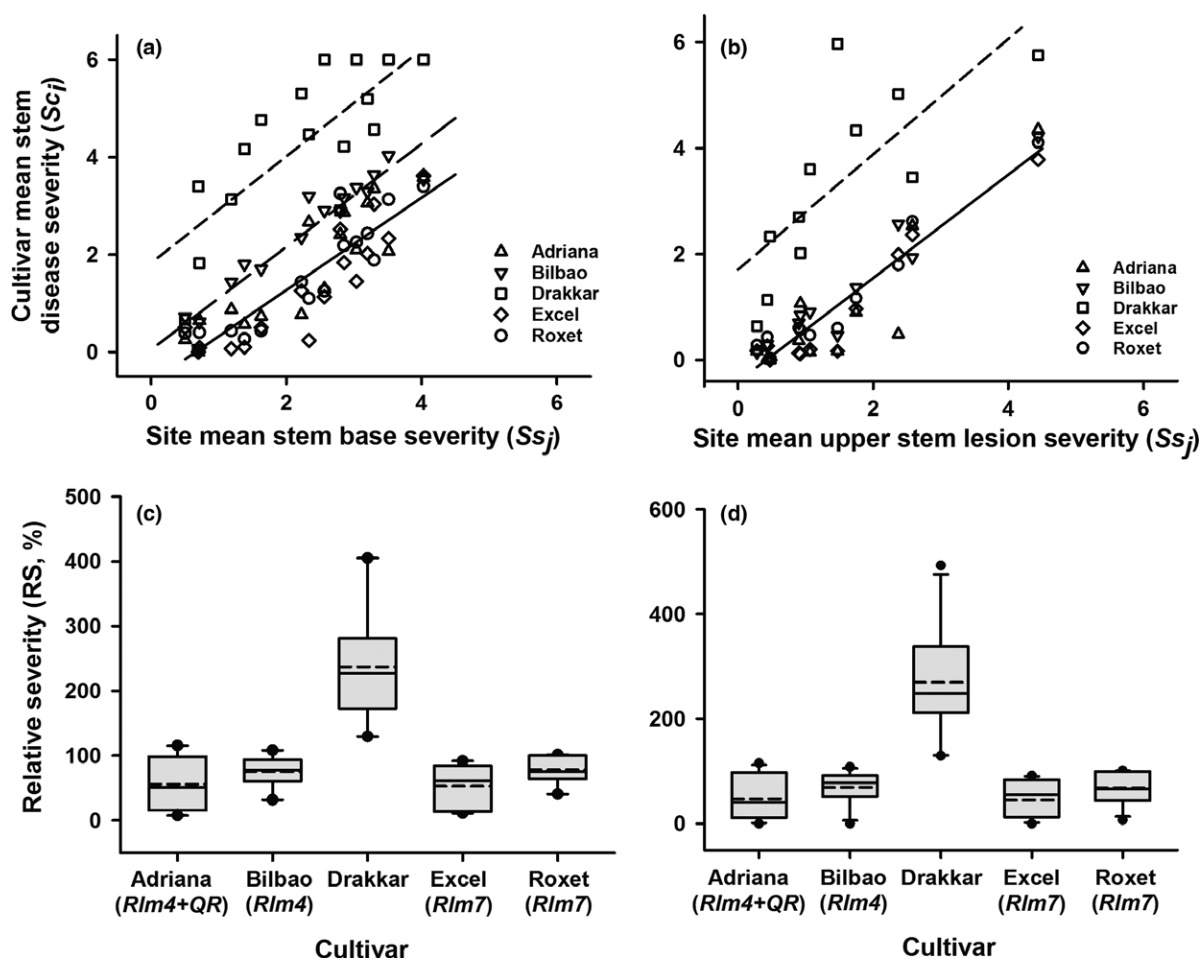 (a)
Cultivar mean stem
disease severity (Scj)
6
4
2
0
0 2 4 6
Adriana
Bilbao
Drakkar
Excel
Roxet
Site mean stem base severity (Ssj)
(b)
6
4
2
0
0 2 4 6
Adriana
Bilbao
Drakkar
Excel
Roxet
Site mean upper stem lesion severity (Ssj)
(c)
Relative severity (RS, %)
500
400
300
200
100
0
Adriana Bilbao Drakkar Excel Roxet
(Rlm4+QR) (Rlm4) (Rlm7) (Rlm7)
Cultivar
(d)
600
400
200
0
Adriana Bilbao Drakkar Excel Roxet
(Rlm4+QR) (Rlm4) (Rlm7) (Rlm7)
Cultivar